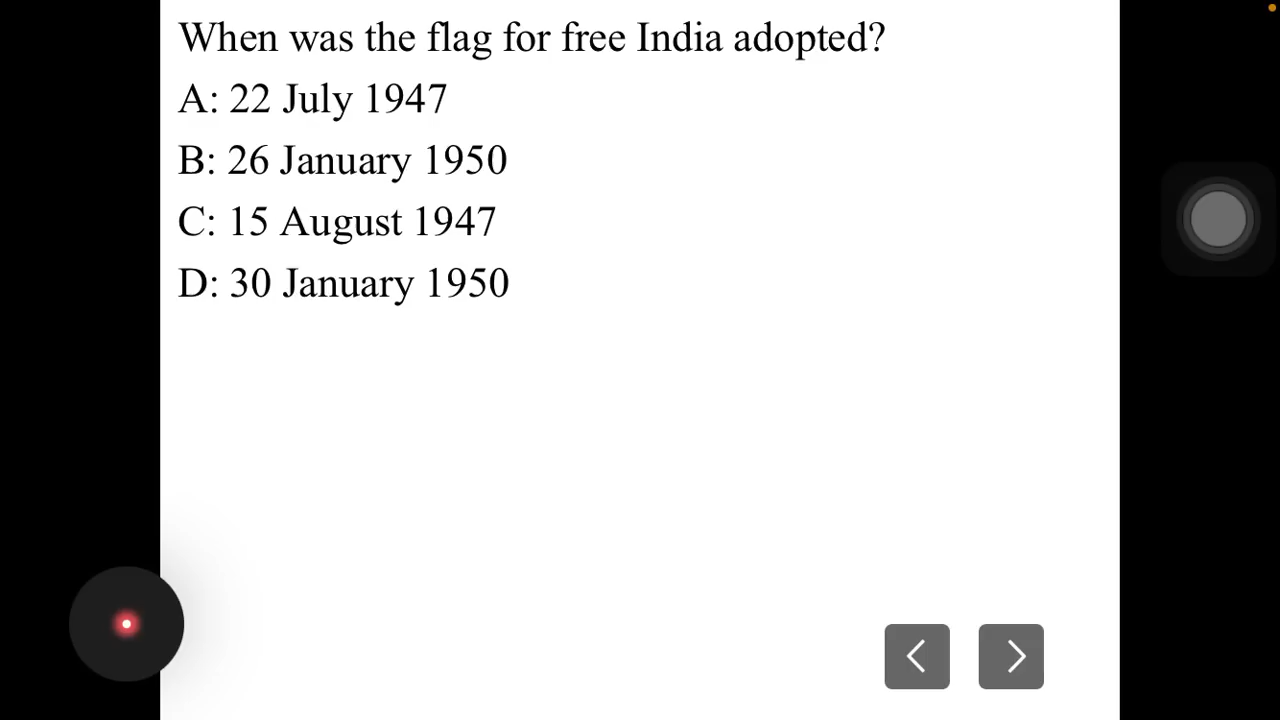 When was the flag for free India adopted?
A: 22 July 1947
B: 26 January 1950
C: 15 August 1947
D: 30 January 1950